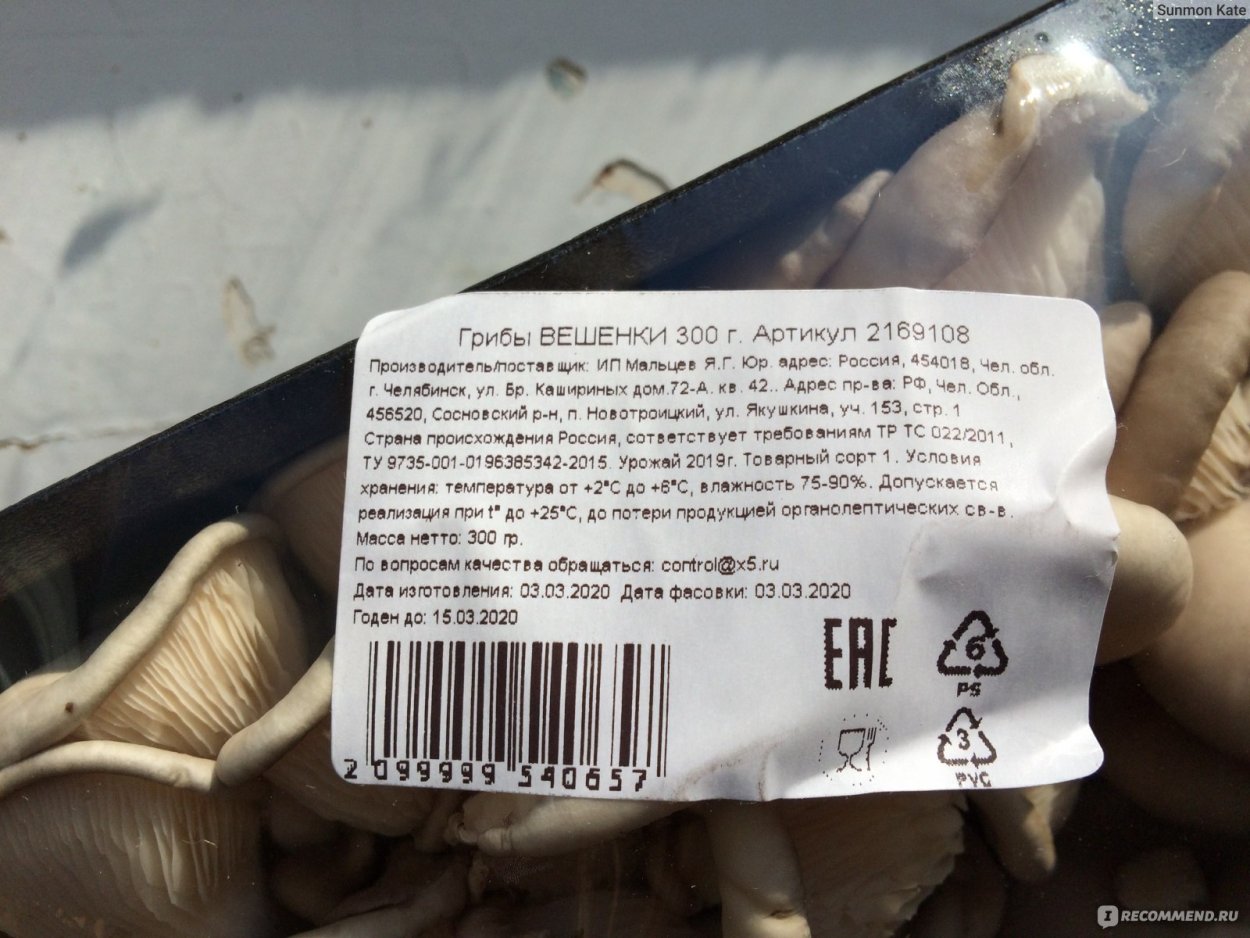 Sunmon Kate
Грибы ВЕШЕНКИ 300 г. Артикул 2169108
Производитель/поставщик: ИП Мальцев Я.Г. Юр. адрес: Россия, 454018, Чел. обл.
г. Челябинск, ул. Бр. Кашириных дом.72-А. кв. 42.. Адрес пр-ва: РФ, Чел. Обл.,
456520, Сосновский р-н, п. Новотроицкий, ул. Якушкина, уч. 153, стр. 1
Страна происхождения Россия, сответствует требованиям ТР ТС 022/2011,
ТУ 9735-001-0196385342-2015. Урожай 2019г. Товарный сорт 1. Условия
хранения: температура от +2°С до +6°С, влажность 75-90%. Допускается
реализация при t° до +25°С, до потери продукцией органолептических св-в.
Масса нетто: 300 гр.
По вопросам качества обращаться: control@x5.ru
Дата изготовления: 03.03.2020 Дата фасовки: 03.03.2020
Годен до: 15.03.2020
EAC
6
PS
3
PVC
2 099999 540657
IRECOMMEND.RU